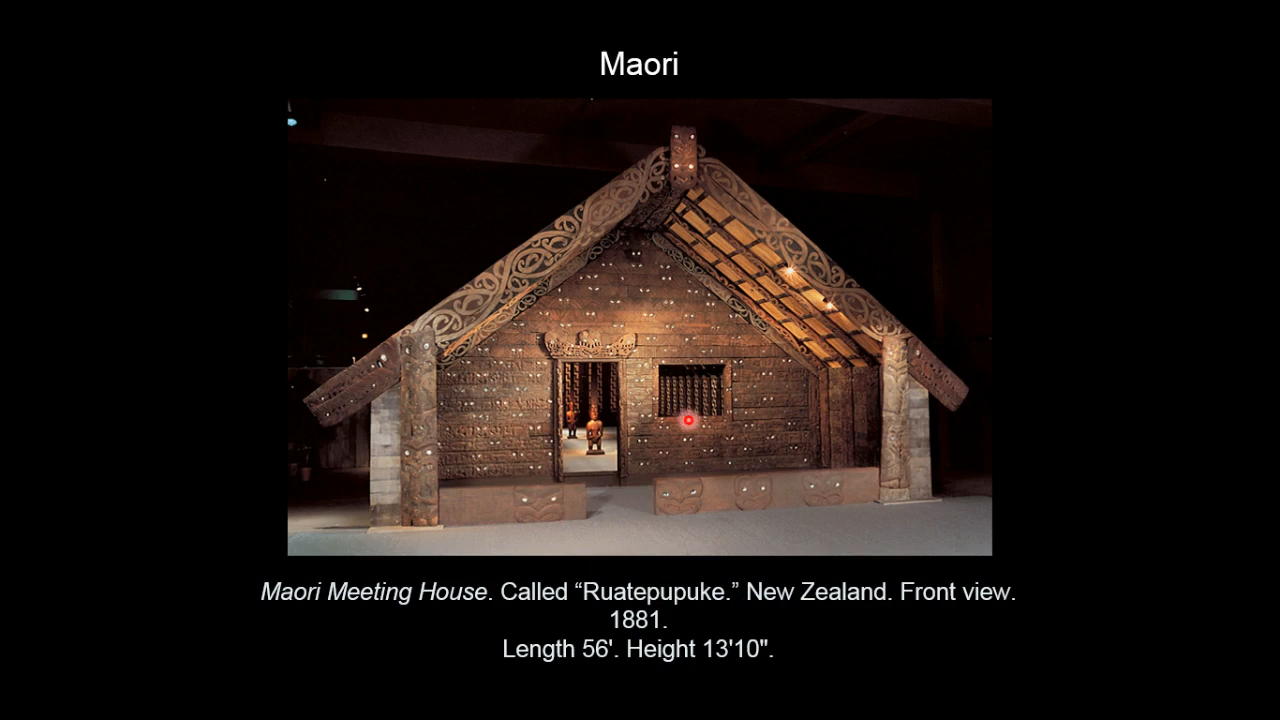 Maori
Maori Meeting House. Called “Ruatepupuke.” New Zealand. Front view.
1881.
Length 56'. Height 13'10".